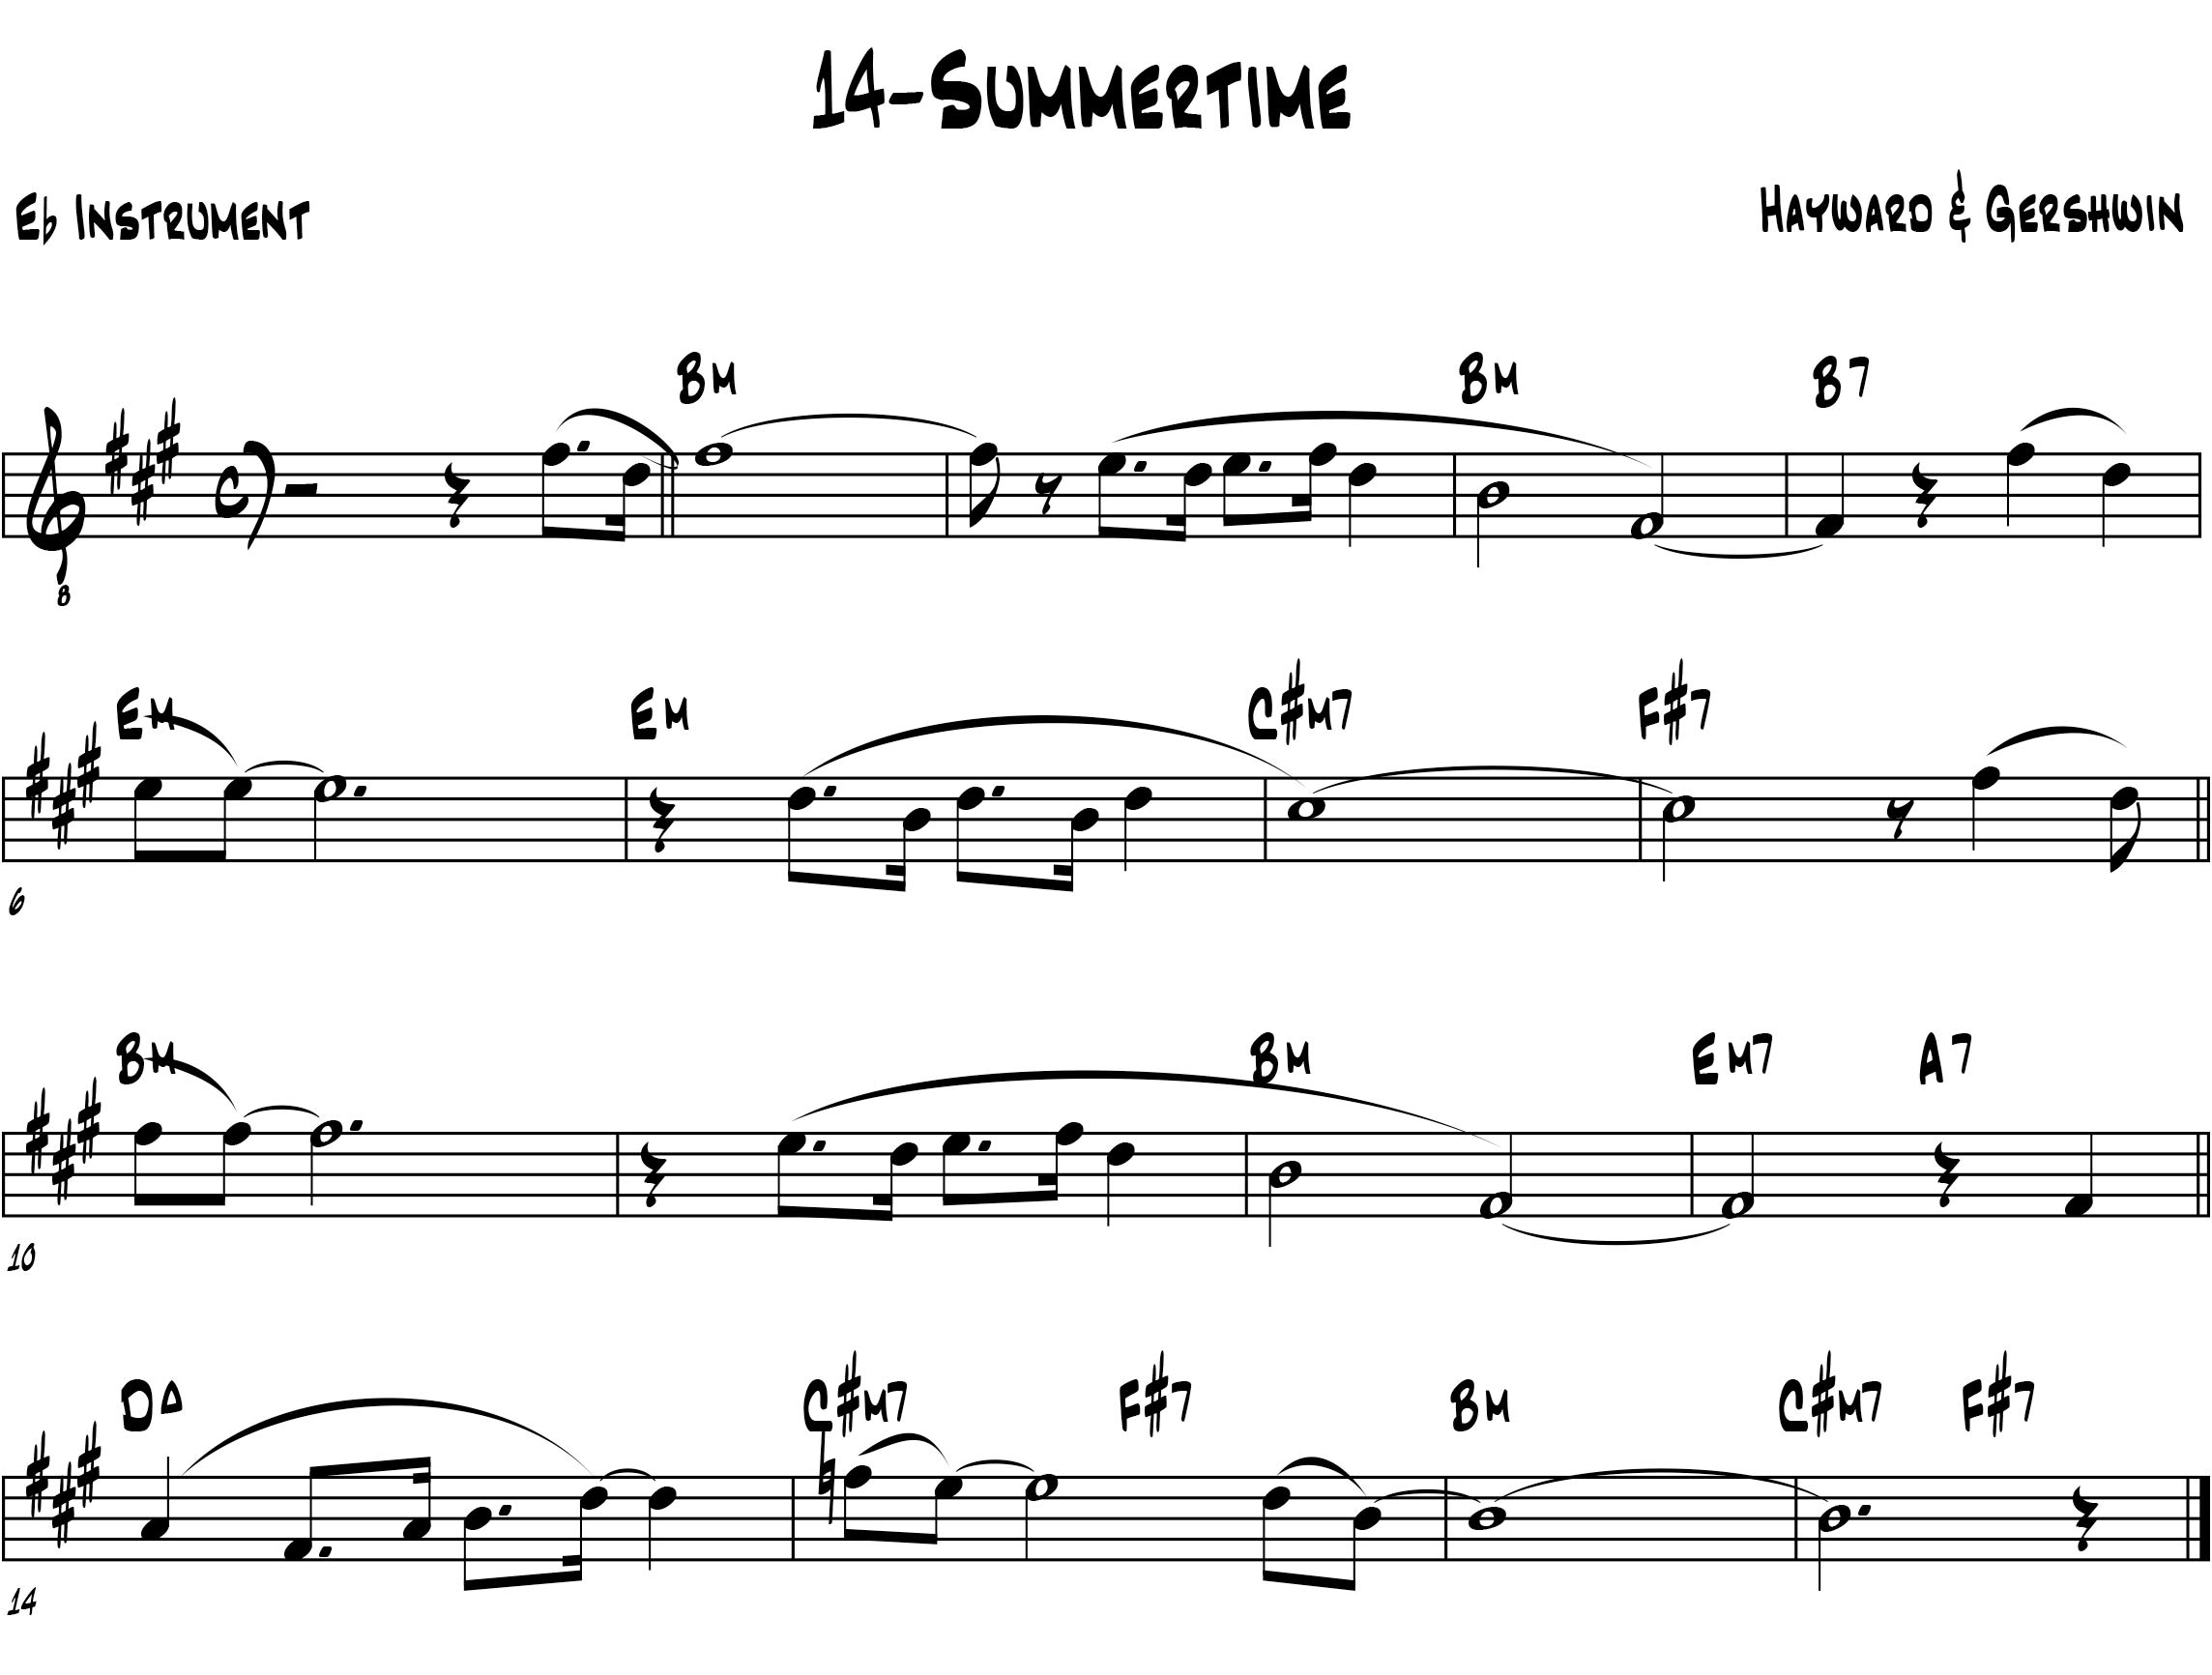 14-Summertime
E♭ Instrument
Hayward & Gershwin
Bm Bm B7
8
Em Em C#m7 F#7
6
Bm Bm Em7 A7
10
D△ C#m7 F#7 Bm C#m7 F#7
14